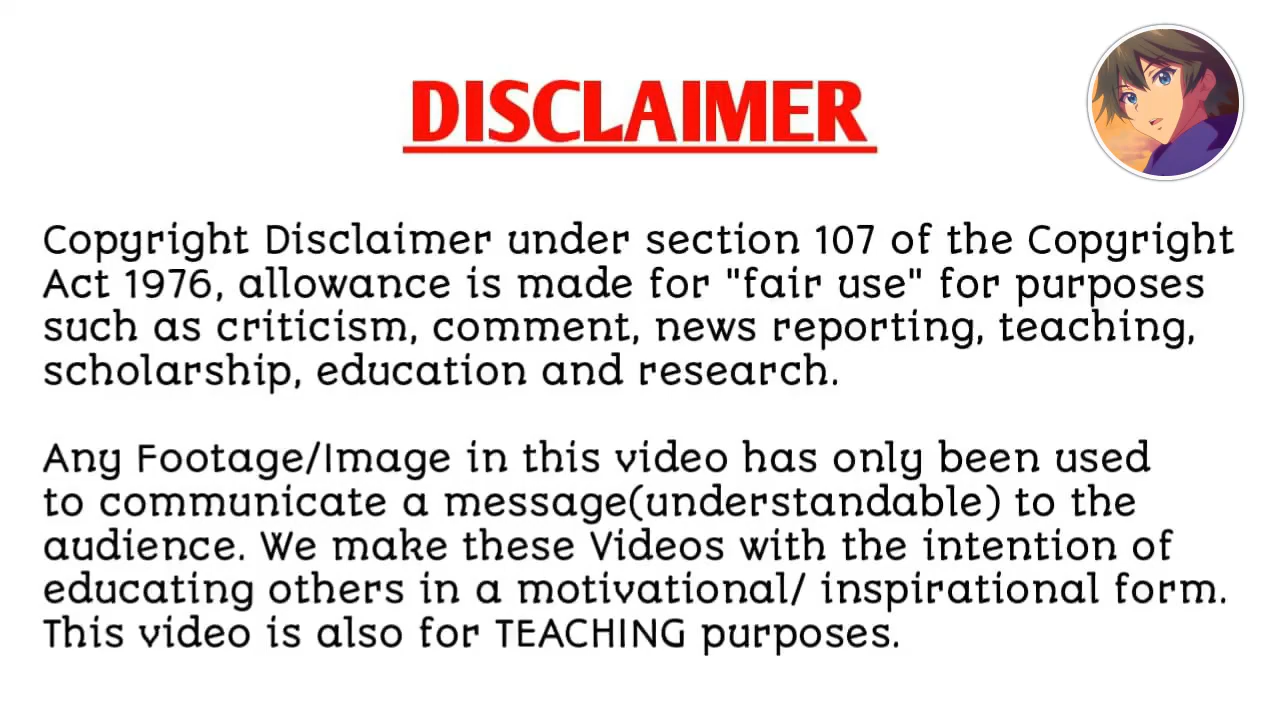 DISCLAIMER
Copyright Disclaimer under section 107 of the Copyright
Act 1976, allowance is made for "fair use" for purposes
such as criticism, comment, news reporting, teaching,
scholarship, education and research.
Any Footage/Image in this video has only been used
to communicate a message(understandable) to the
audience. We make these Videos with the intention of
educating others in a motivational/ inspirational form.
This video is also for TEACHING purposes.